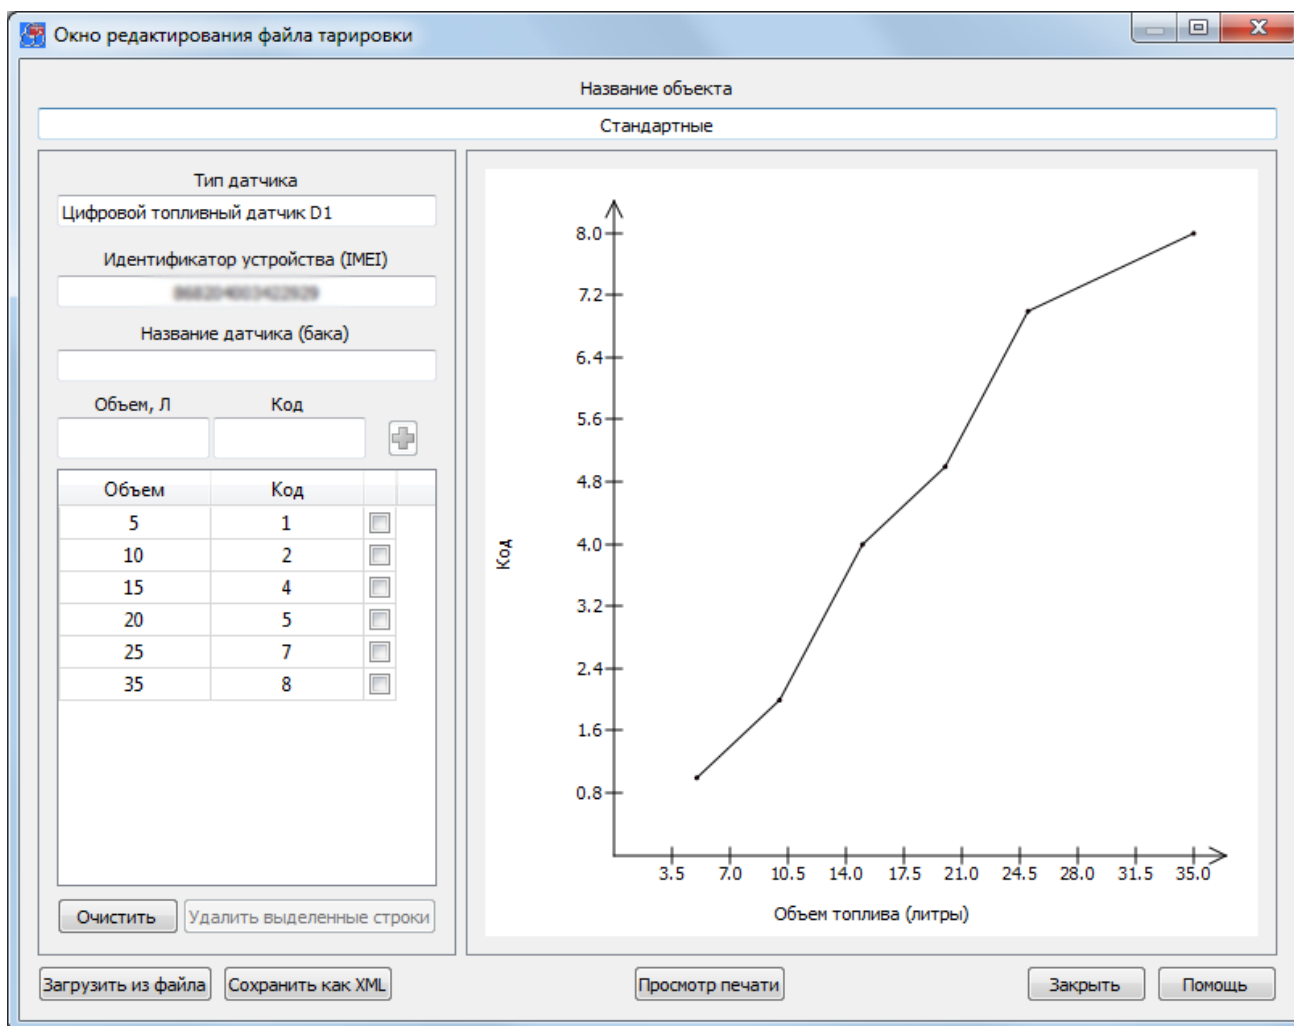 Окно редактирования файла тарировки
Название объекта
Стандартные
Тип датчика
Цифровой топливный датчик D1
Идентификатор устройства (IMEI)
Название датчика (бака)
Объем, Л Код
Объем Код
5 1
10 2
15 4
20 5
25 7
35 8
Очистить Удалить выделенные строки
8.0
7.2
6.4
5.6
4.8
4.0
3.2
2.4
1.6
0.8
Код
3.5 7.0 10.5 14.0 17.5 21.0 24.5 28.0 31.5 35.0
Объем топлива (литры)
Загрузить из файла Сохранить как XML Просмотр печати Закрыть Помощь